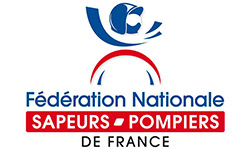 Fédération Nationale
SAPEURS-POMPIERS
DE FRANCE